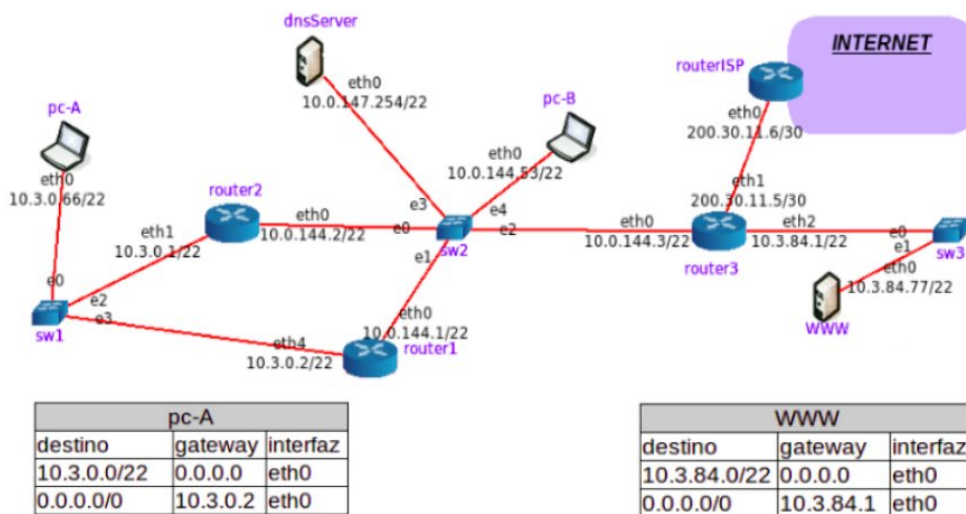 dnsServer
eth0
10.0.147.254/22
INTERNET
routerISP
eth0
200.30.11.6/30
pc-A
eth0
10.3.0.66/22
pc-B
eth0
10.0.144.53/22
router2
eth1
10.3.0.1/22
eth0
10.0.144.2/22
e3
e4
e0
e2
sw2
e1
eth1
200.30.11.5/30
eth0
10.0.144.3/22
router3
eth2
10.3.84.1/22
e0
e1
sw3
eth0
10.3.84.77/22
WWW
e0
e2
e3
sw1
eth0
10.0.144.1/22
eth4
10.3.0.2/22
router1
pc-A
destino gateway interfaz
10.3.0.0/22 0.0.0.0 eth0
0.0.0.0/0 10.3.0.2 eth0
WWW
destino gateway interfaz
10.3.84.0/22 0.0.0.0 eth0
0.0.0.0/0 10.3.84.1 eth0